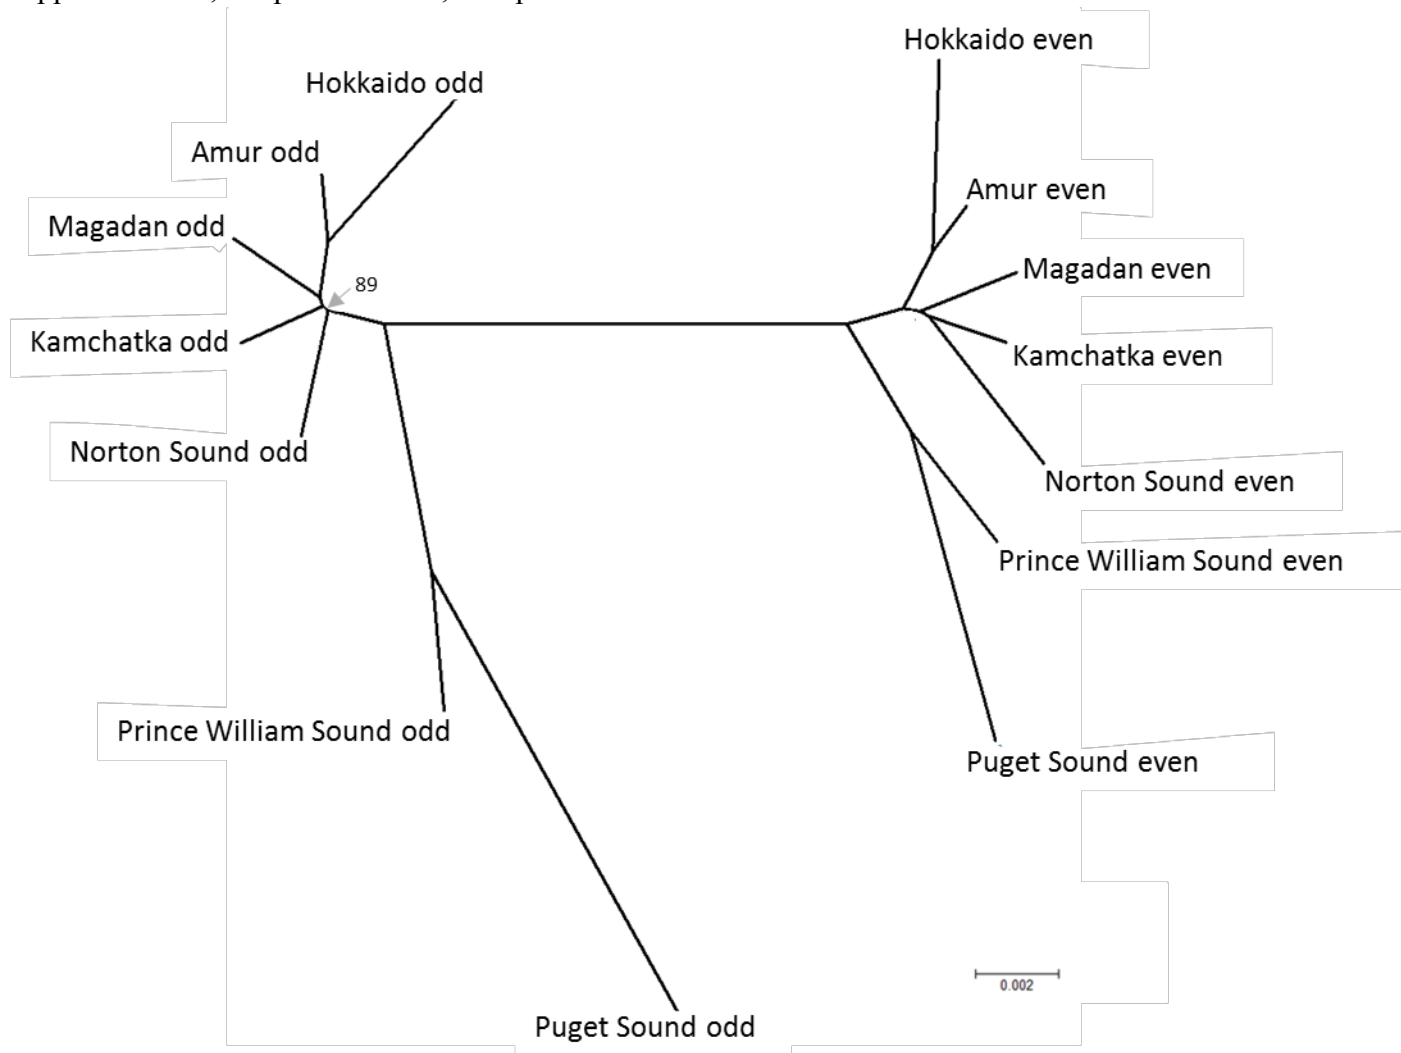 Hokkaido even
Hokkaido odd
Amur odd
Amur even
Magadan odd
Magadan even
89
Kamchatka odd
Kamchatka even
Norton Sound odd
Norton Sound even
Prince William Sound even
Prince William Sound odd
Puget Sound even
0.002
Puget Sound odd